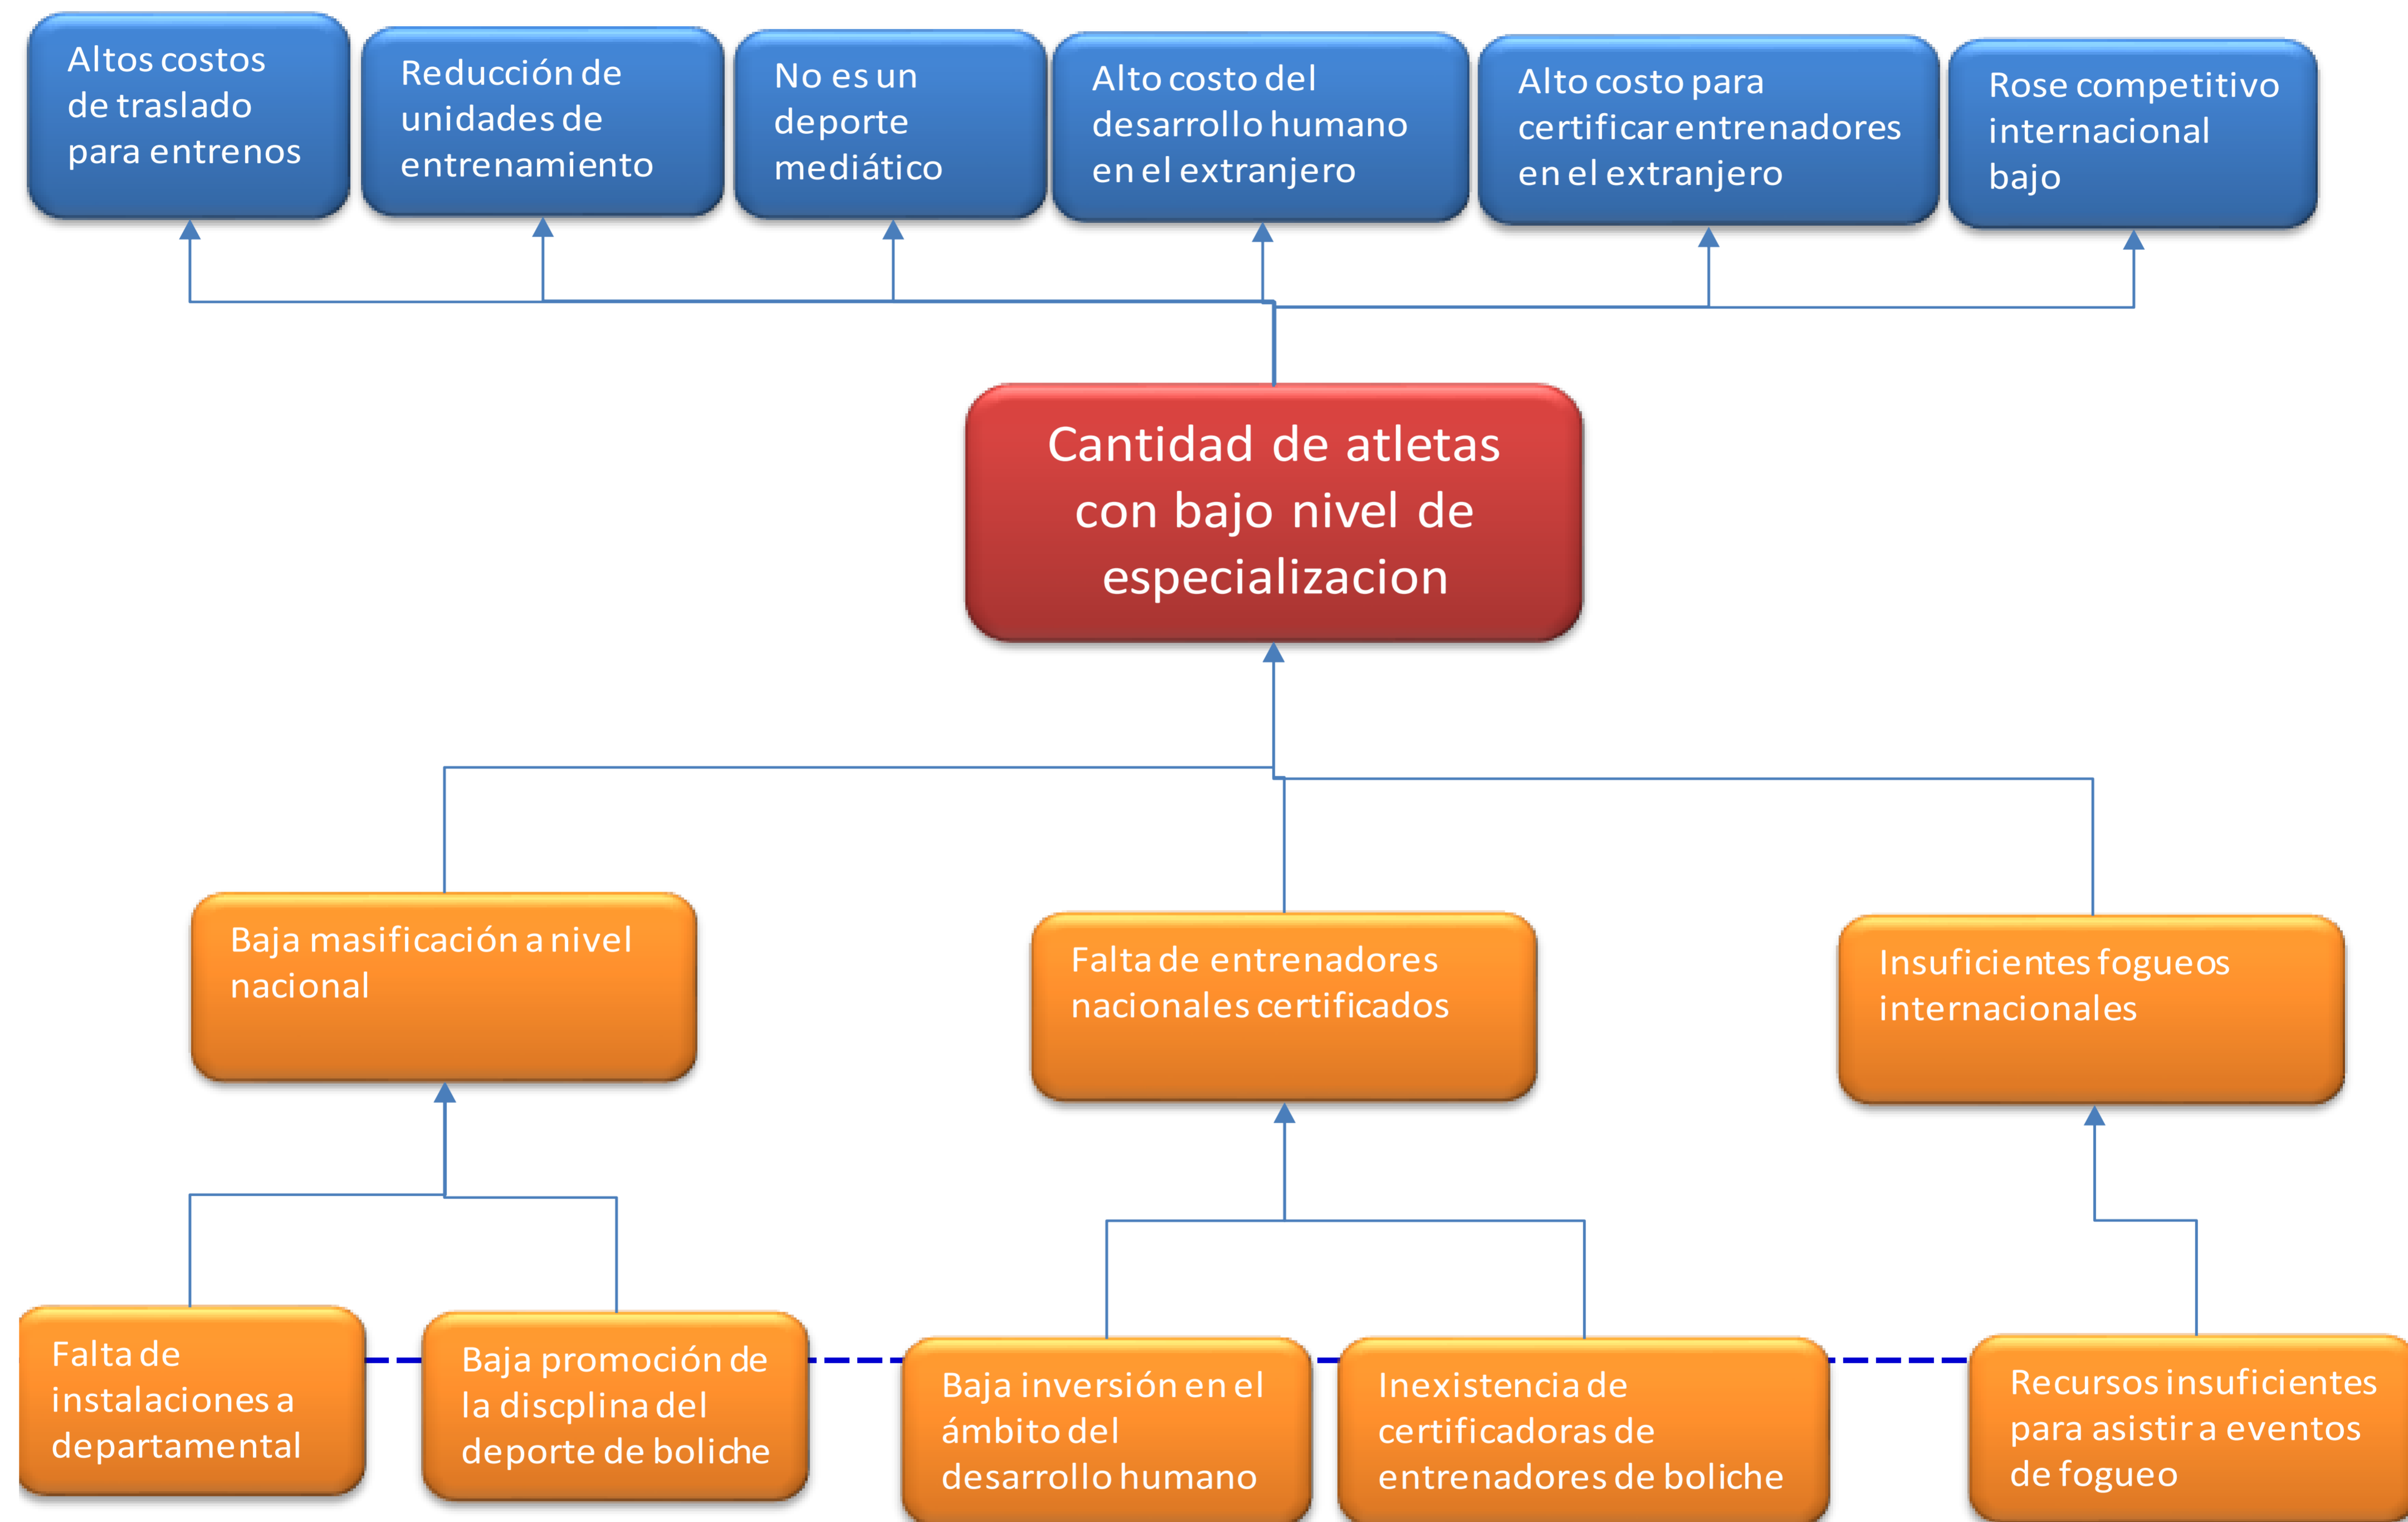 Altos costos
de traslado
para entrenos
Reducción de
unidades de
entrenamiento
No es un
deporte
mediático
Alto costo del
desarrollo humano
en el extranjero
Alto costo para
certificar entrenadores
en el extranjero
Rose competitivo
internacional
bajo
Cantidad de atletas
con bajo nivel de
especializacion
Baja masificación a nivel
nacional
Falta de entrenadores
nacionales certificados
Insuficientes fogueos
internacionales
Falta de
instalaciones a
departamental
Baja promoción de
la discplina del
deporte de boliche
Baja inversión en el
ámbito del
desarrollo humano
Inexistencia de
certificadoras de
entrenadores de boliche
Recursos insuficientes
para asistir a eventos
de fogueo